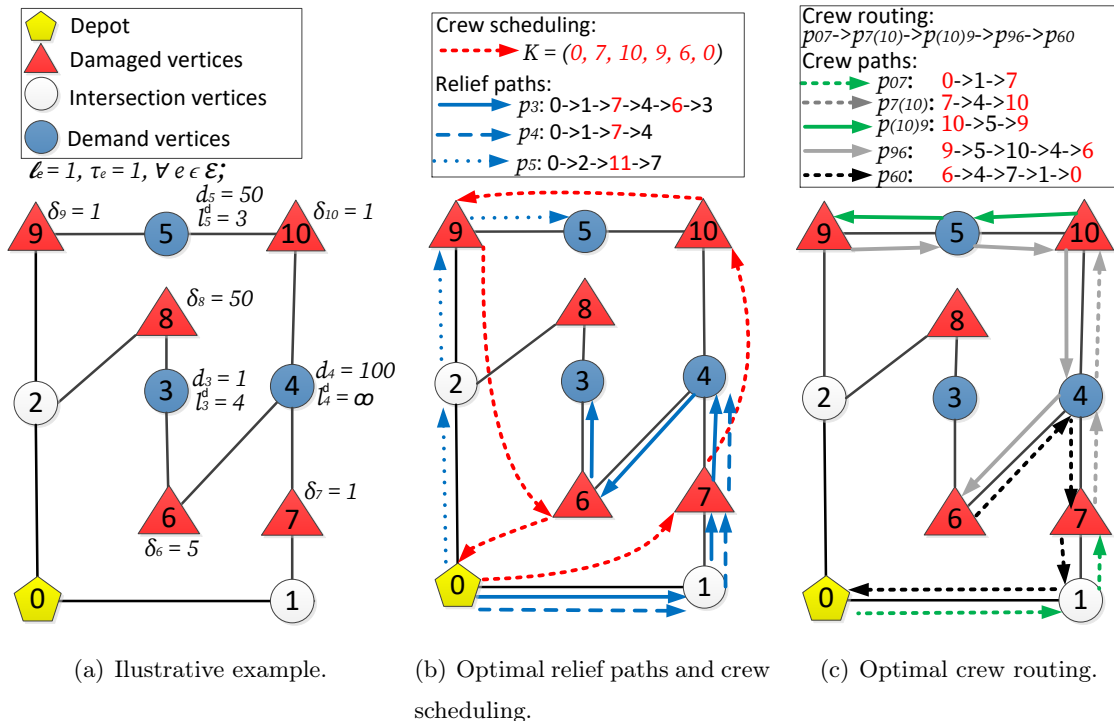 Depot
Damaged vertices
Intersection vertices
Demand vertices
ℓₑ = 1, τₑ = 1, ∀ e ϵ ℰ;
δ₉ = 1
d₅ = 50
l₅ᵈ = 3
δ₁₀ = 1
9
5
10
8
δ₈ = 50
2
3
d₃ = 1
l₃ᵈ = 4
4
d₄ = 100
l₄ᵈ = ∞
6
δ₆ = 5
7
δ₇ = 1
0
1
(a) Ilustrative example.
Crew scheduling:
K = (0, 7, 10, 9, 6, 0)
Relief paths:
p₃: 0->1->7->4->6->3
p₄: 0->1->7->4
p₅: 0->2->11->7
9
5
10
8
2
3
4
6
7
0
1
(b) Optimal relief paths and crew
scheduling.
Crew routing:
p₀₇->p₇₍₁₀₎->p₍₁₀₎₉->p₉₆->p₆₀
Crew paths:
p₀₇: 0->1->7
p₇₍₁₀₎: 7->4->10
p₍₁₀₎₉: 10->5->9
p₉₆: 9->5->10->4->6
p₆₀: 6->4->7->1->0
9
5
10
8
2
3
4
6
7
0
1
(c) Optimal crew routing.